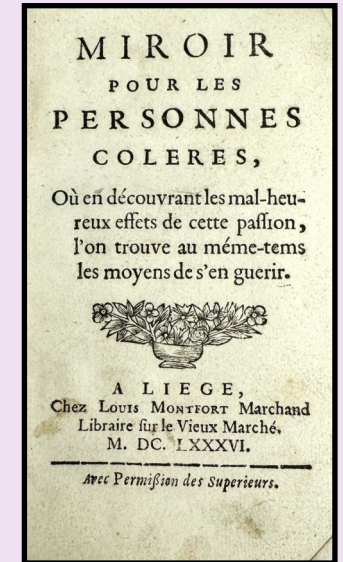 MIROIR
POUR LES
PERSONNES
COLERES,
Où en découvrant les mal-heu-
reux effets de cette paſſion,
l'on trouve au méme-tems
les moyens de s'en guerir.
A LIEGE,
Chez LOUIS MONTFORT Marchand
Libraire ſur le Vieux Marché.
M. DC. LXXXVI.
Avec Permiſſion des Superieurs.